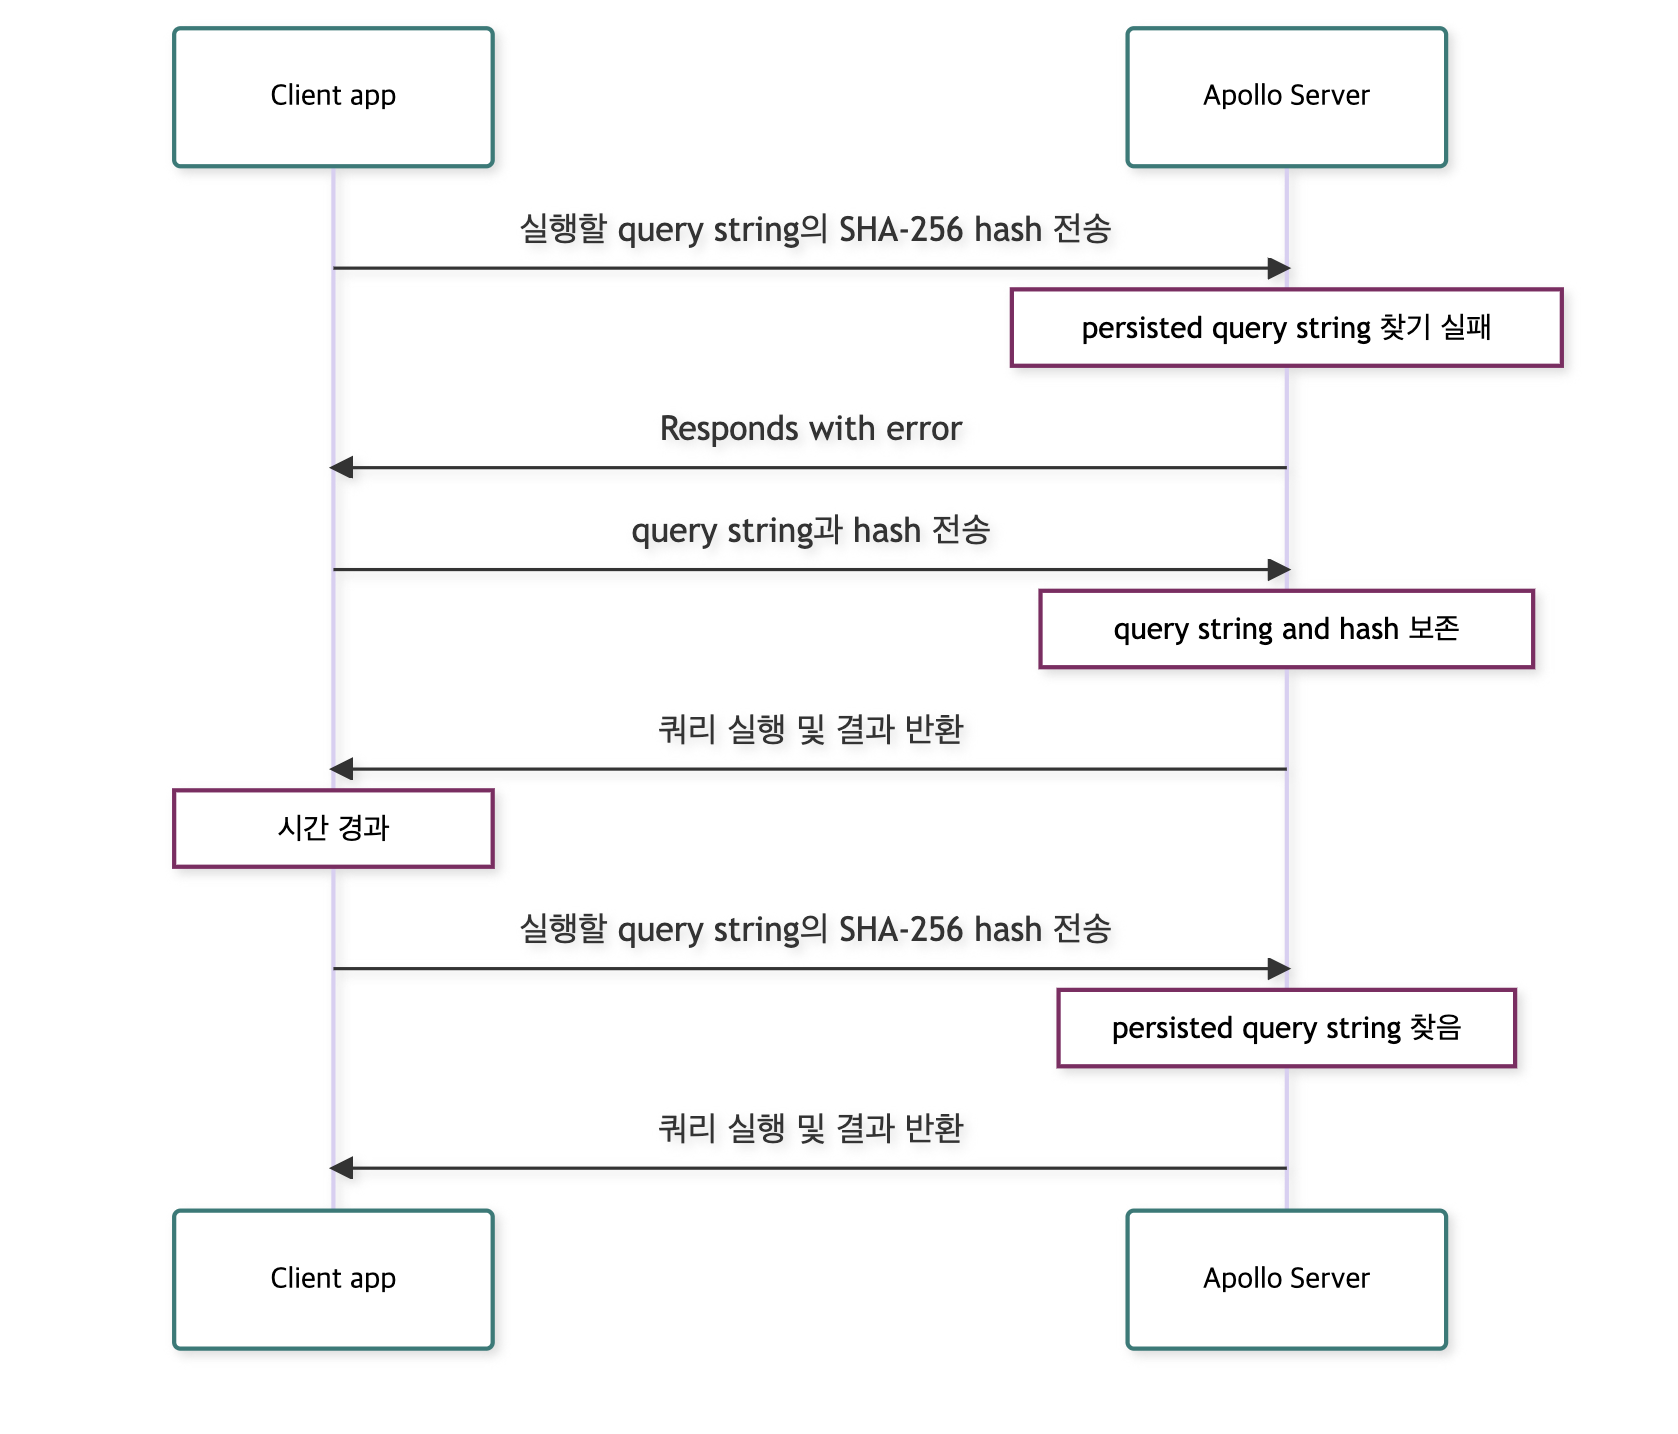 Client app
Apollo Server
실행할 query string의 SHA-256 hash 전송
persisted query string 찾기 실패
Responds with error
query string과 hash 전송
query string and hash 보존
쿼리 실행 및 결과 반환
시간 경과
실행할 query string의 SHA-256 hash 전송
persisted query string 찾음
쿼리 실행 및 결과 반환
Client app
Apollo Server